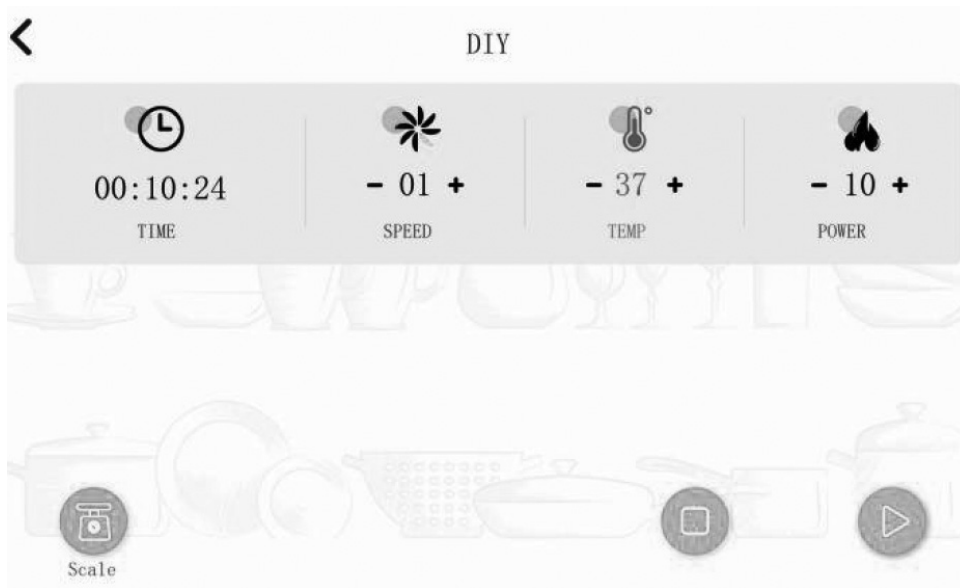 DIY
00:10:24
- 01 +
- 37 +
- 10 +
TIME
SPEED
TEMP
POWER
Scale